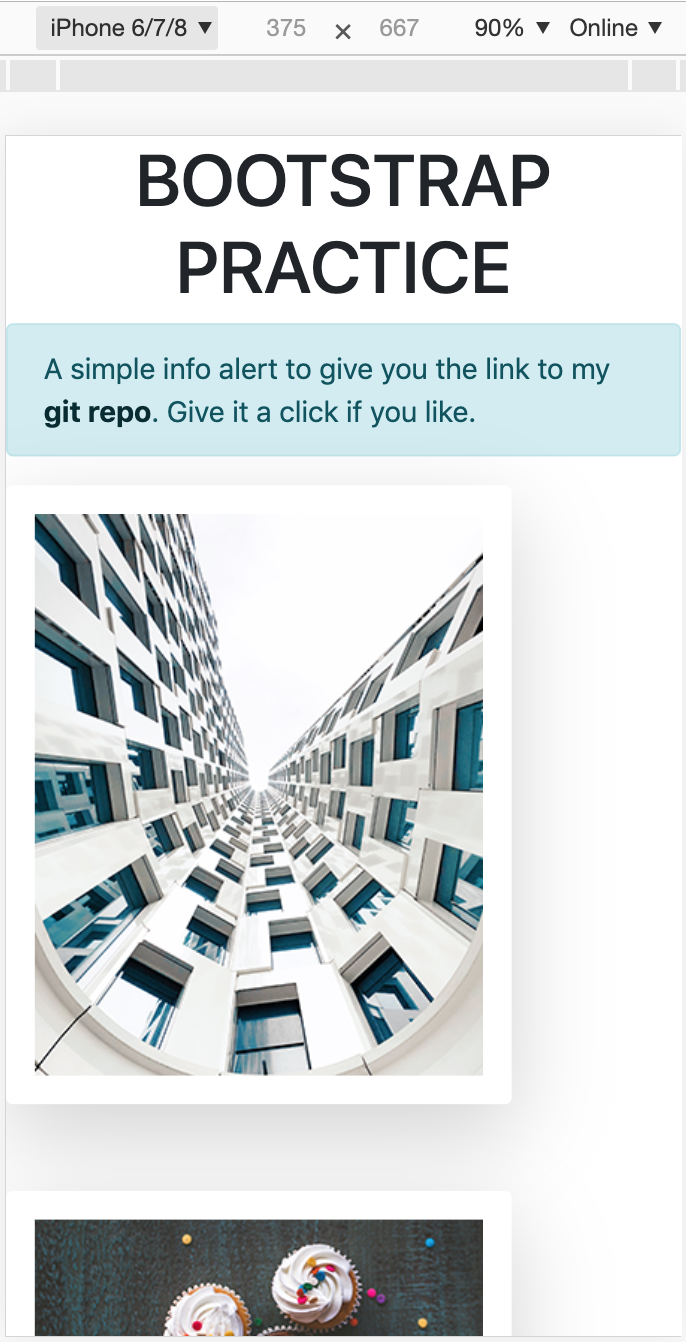 iPhone 6/7/8 ▼ 375 × 667 90% ▼ Online ▼
BOOTSTRAP
PRACTICE
A simple info alert to give you the link to my
git repo. Give it a click if you like.